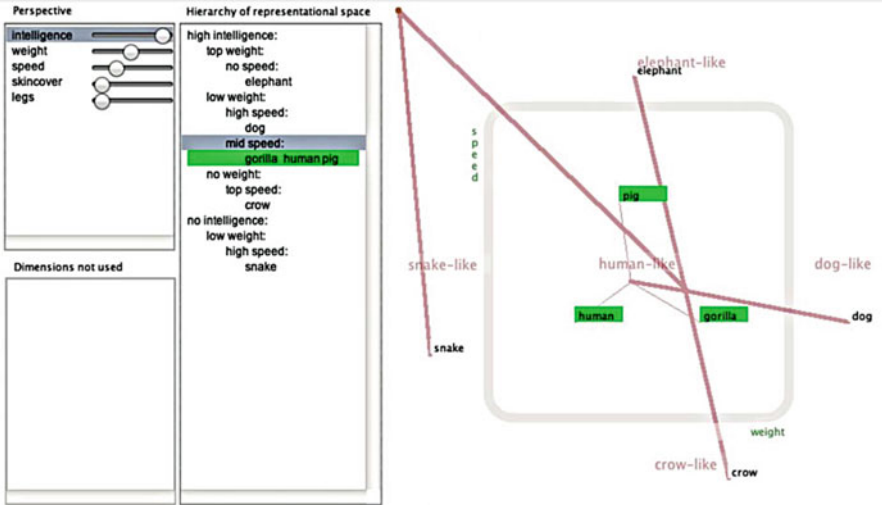 Perspective
intelligence
weight
speed
skincover
legs
Dimensions not used
Hierarchy of representational space
high intelligence:
top weight:
no speed:
elephant
low weight:
high speed:
dog
mid speed:
gorilla human pig
no weight:
top speed:
crow
no intelligence:
low weight:
high speed:
snake
elephant-like
elephant
speed
pig
snake-like
human-like
dog-like
human
gorilla
dog
snake
weight
crow-like
crow